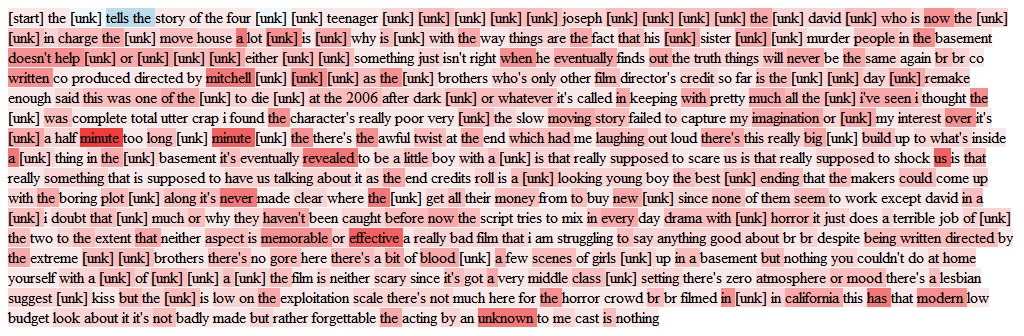 [start] the [unk] tells the story of the four [unk] [unk] teenager [unk] [unk] [unk] [unk] [unk] joseph [unk] [unk] [unk] [unk] [unk] the [unk] david [unk] who is now the [unk]
[unk] in charge the [unk] move house a lot [unk] is [unk] why is [unk] with the way things are the fact that his [unk] sister [unk] [unk] murder people in the basement
doesn't help [unk] or [unk] [unk] [unk] either [unk] [unk] something just isn't right when he eventually finds out the truth things will never be the same again br br co
written co produced directed by mitchell [unk] [unk] [unk] as the [unk] brothers who's only other film director's credit so far is the [unk] [unk] day [unk] remake
enough said this was one of the [unk] to die [unk] at the 2006 after dark [unk] or whatever it's called in keeping with pretty much all the [unk] i've seen i thought the
[unk] was complete total utter crap i found the character's really poor very [unk] the slow moving story failed to capture my imagination or [unk] my interest over it's
[unk] a half minute too long [unk] minute [unk] the there's the awful twist at the end which had me laughing out loud there's this really big [unk] build up to what's inside
a [unk] thing in the [unk] basement it's eventually revealed to be a little boy with a [unk] is that really supposed to scare us is that really supposed to shock us is that
really something that is supposed to have us talking about it as the end credits roll is a [unk] looking young boy the best [unk] ending that the makers could come up
with the boring plot [unk] along it's never made clear where the [unk] get all their money from to buy new [unk] since none of them seem to work except david in a
[unk] i doubt that [unk] much or why they haven't been caught before now the script tries to mix in every day drama with [unk] horror it just does a terrible job of [unk]
the two to the extent that neither aspect is memorable or effective a really bad film that i am struggling to say anything good about br br despite being written directed by
the extreme [unk] [unk] brothers there's no gore here there's a bit of blood [unk] a few scenes of girls [unk] up in a basement but nothing you couldn't do at home
yourself with a [unk] of [unk] [unk] a [unk] the film is neither scary since it's got a very middle class [unk] setting there's zero atmosphere or mood there's a lesbian
suggest [unk] kiss but the [unk] is low on the exploitation scale there's not much here for the horror crowd br br filmed in [unk] in california this has that modern low
budget look about it it's not badly made but rather forgettable the acting by an unknown to me cast is nothing